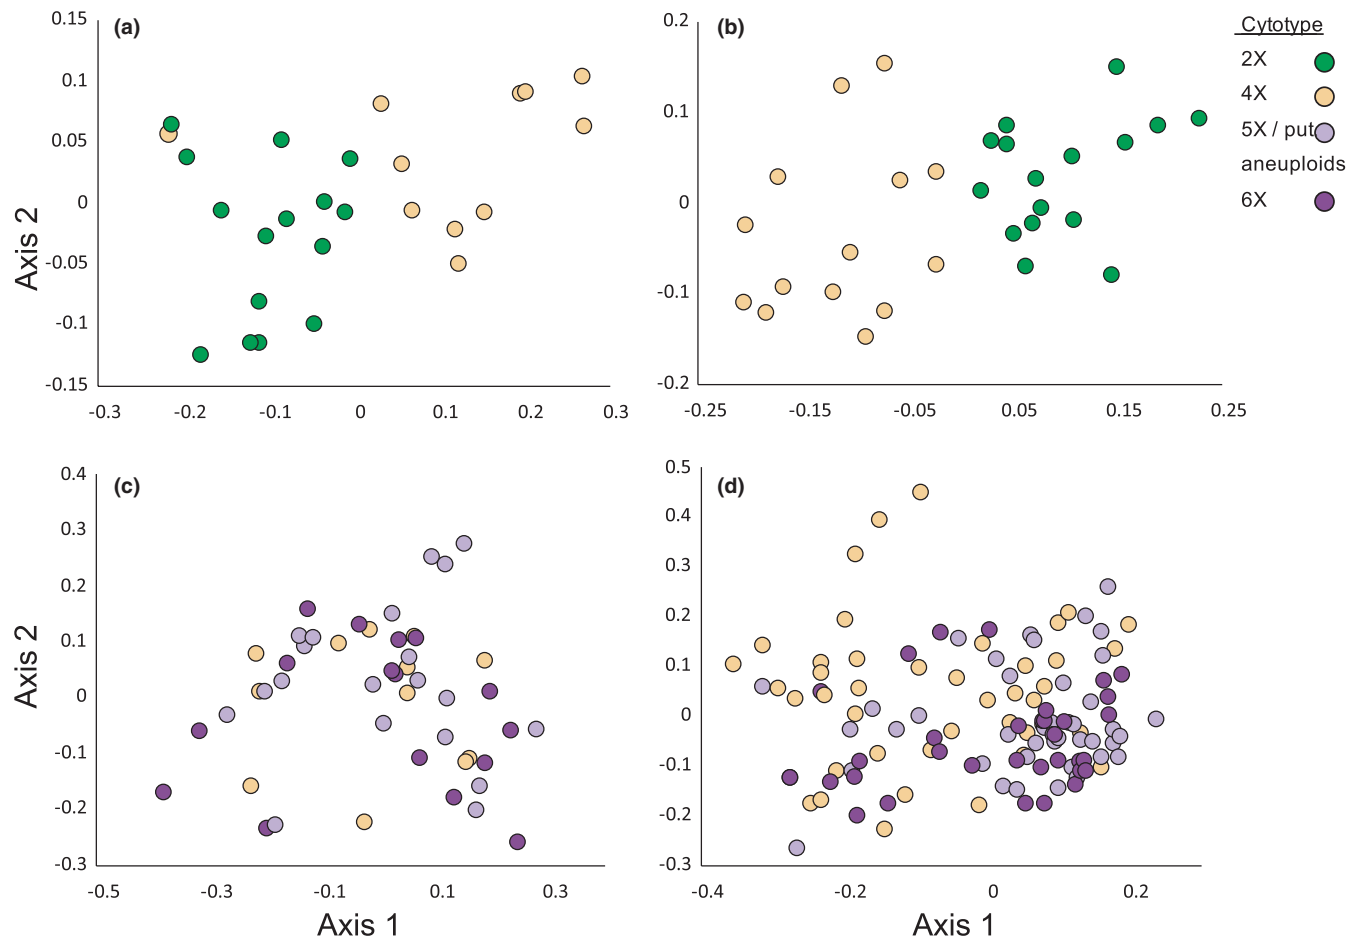 (a)
0.15
0.1
0.05
0
-0.05
-0.1
-0.15
-0.3 -0.2 -0.1 0 0.1 0.2 0.3
Axis 2
(b)
0.2
0.1
0
-0.1
-0.2
-0.25 -0.15 -0.05 0.05 0.15 0.25
Cytotype
2X
4X
5X / put
aneuploids
6X
(c)
0.4
0.3
0.2
0.1
0
-0.1
-0.2
-0.3
-0.5 -0.3 -0.1 0.1 0.3
Axis 2
Axis 1
(d)
0.5
0.4
0.3
0.2
0.1
0
-0.1
-0.2
-0.3
-0.4 -0.2 0 0.2
Axis 1